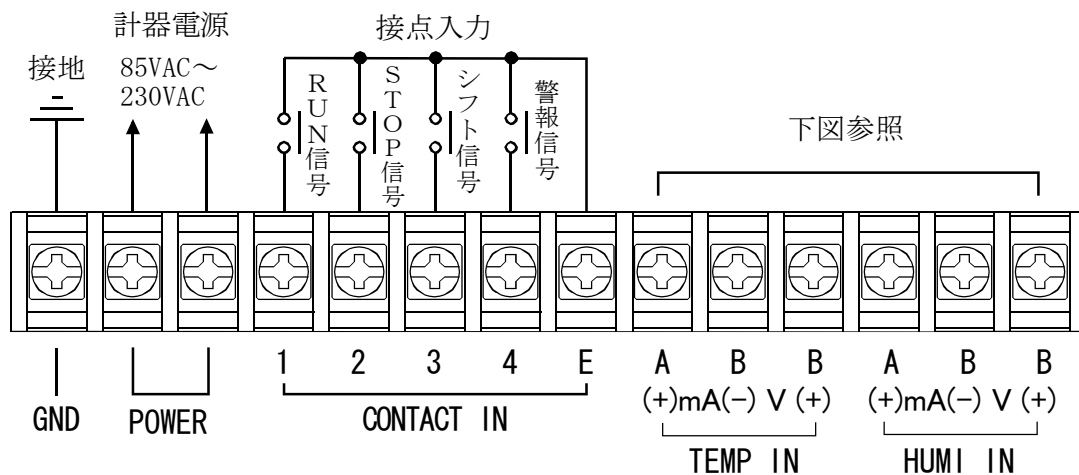 計器電源
接点入力
接地
85VAC～
230VAC
RUN信号
STOP信号
シフト信号
警報信号
下図参照
1 2 3 4 E A B B A B B
(+)mA(−) V (+) (+)mA(−) V (+)
GND POWER CONTACT IN
TEMP IN HUMI IN